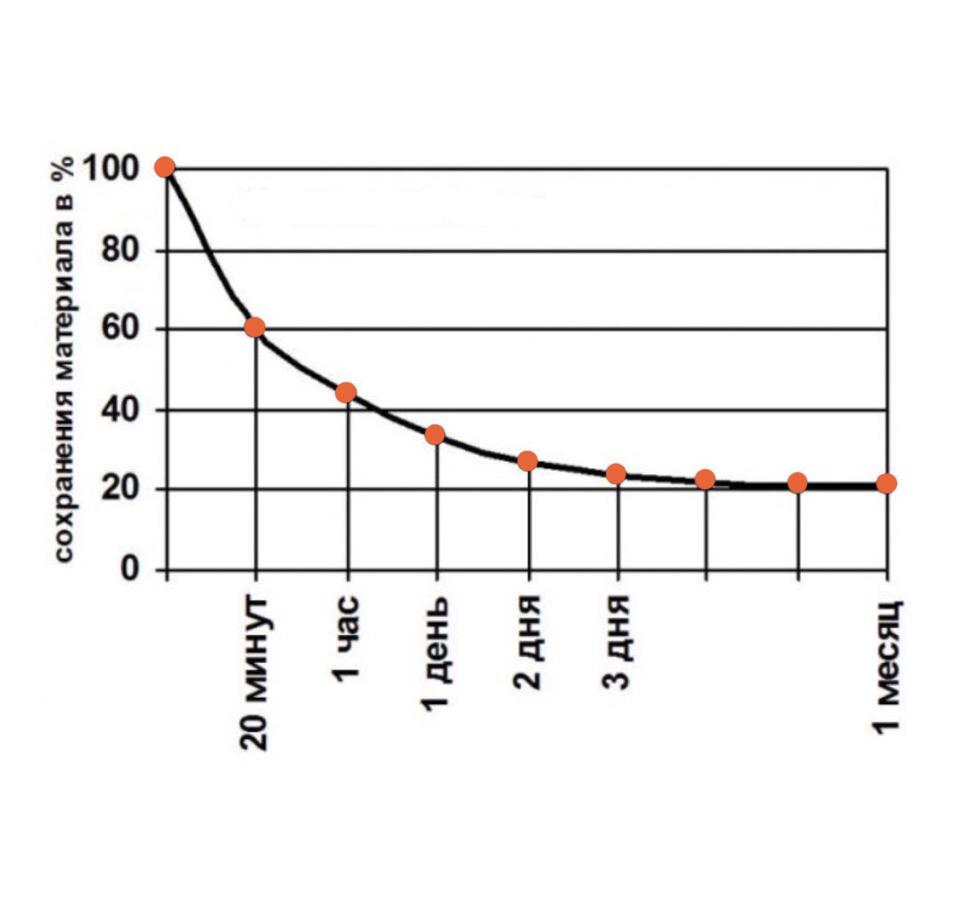 сохранения материала в %
100
80
60
40
20
0
20 минут
1 час
1 день
2 дня
3 дня
1 месяц